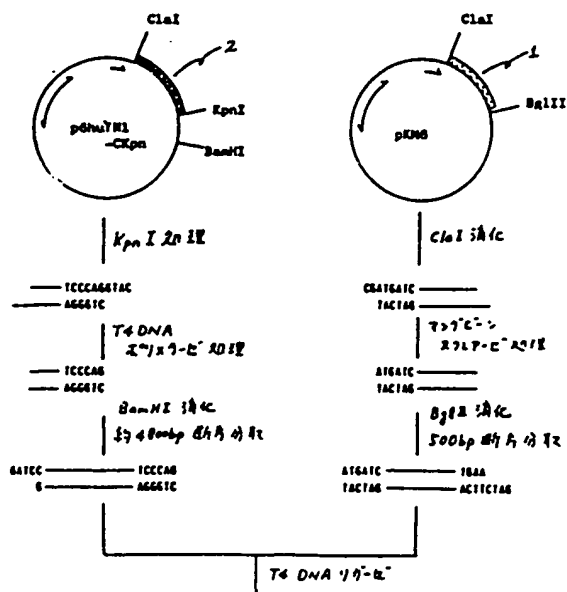 ClaI
2
KpnI
BamHI
pGhuTM1
-CKpn
ClaI
1
BglII
pKM6
KpnI 処理
ClaI 消化
TCCCAGGTAC
AGGGTC
CGATGATC
TACTAG
T4 DNA
ポリメラーゼ 処理
マングビーン
ヌクレアーゼ 処理
TCCCAG
AGGGTC
ATGATC
TACTAG
BamHI 消化
約400bp 断片分取
BglII 消化
500bp 断片分取
GATCC TCCCAG
G AGGGTC
ATGATC TGAA
TACTAG ACTTCTAG
T4 DNA リガーゼ